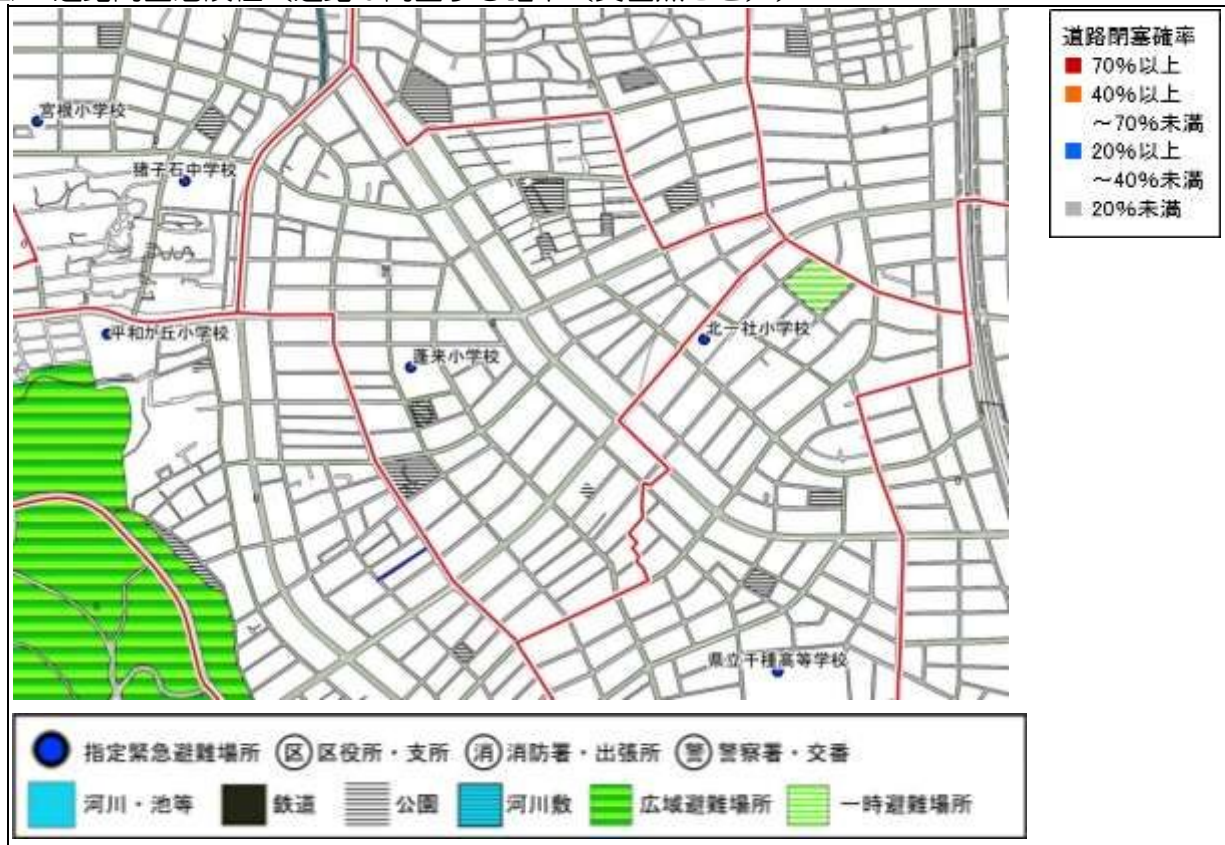 道路閉塞確率
70%以上
40%以上
～70%未満
20%以上
～40%未満
20%未満
宮根小学校
猪子石中学校
平和が丘小学校
蓬来小学校
北一社小学校
県立千種高等学校
指定緊急避難場所 区 区役所・支所 消 消防署・出張所 警 警察署・交番
河川・池等 鉄道 公園 河川敷 広域避難場所 一時避難場所